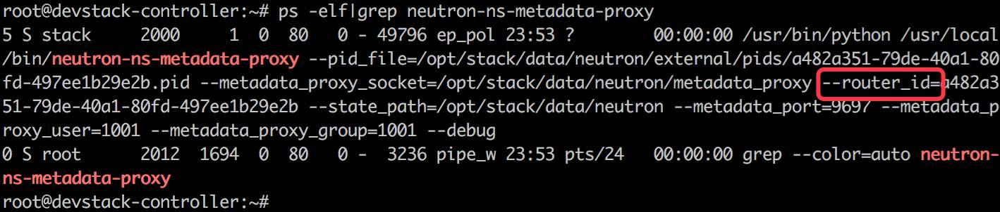 root@devstack-controller:~# ps -elf|grep neutron-ns-metadata-proxy
5 S stack     2000     1  0  80   0 - 49796 ep_pol 23:53 ?        00:00:00 /usr/bin/python /usr/local
/bin/neutron-ns-metadata-proxy --pid_file=/opt/stack/data/neutron/external/pids/a482a351-79de-40a1-80
fd-497ee1b29e2b.pid --metadata_proxy_socket=/opt/stack/data/neutron/metadata_proxy --router_id=a482a3
51-79de-40a1-80fd-497ee1b29e2b --state_path=/opt/stack/data/neutron --metadata_port=9697 --metadata_p
roxy_user=1001 --metadata_proxy_group=1001 --debug
0 S root      2012  1694  0  80   0 -  3236 pipe_w 23:53 pts/24   00:00:00 grep --color=auto neutron-
ns-metadata-proxy
root@devstack-controller:~#